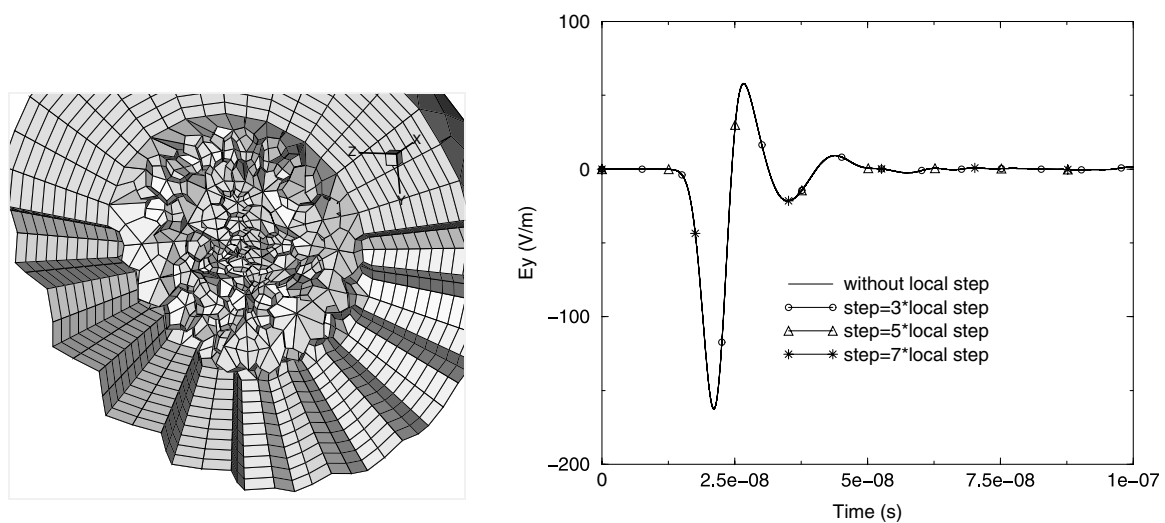 X
Z
Y
100
0
−100
−200
Ey (V/m)
without local step
step=3*local step
step=5*local step
step=7*local step
0
2.5e−08
5e−08
7.5e−08
1e−07
Time (s)